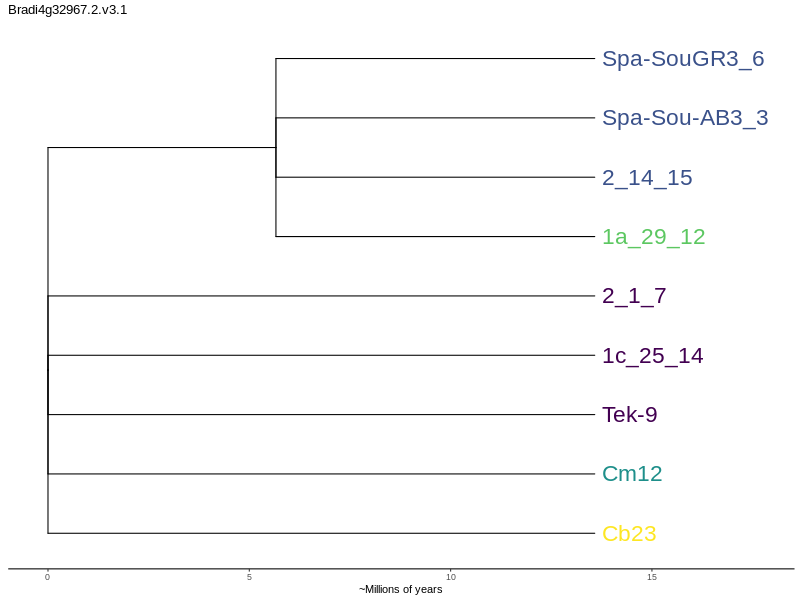 Bradi4g32967.2.v3.1
Spa-SouGR3_6
Spa-Sou-AB3_3
2_14_15
1a_29_12
2_1_7
1c_25_14
Tek-9
Cm12
Cb23
0 5 10 15
~Millions of years